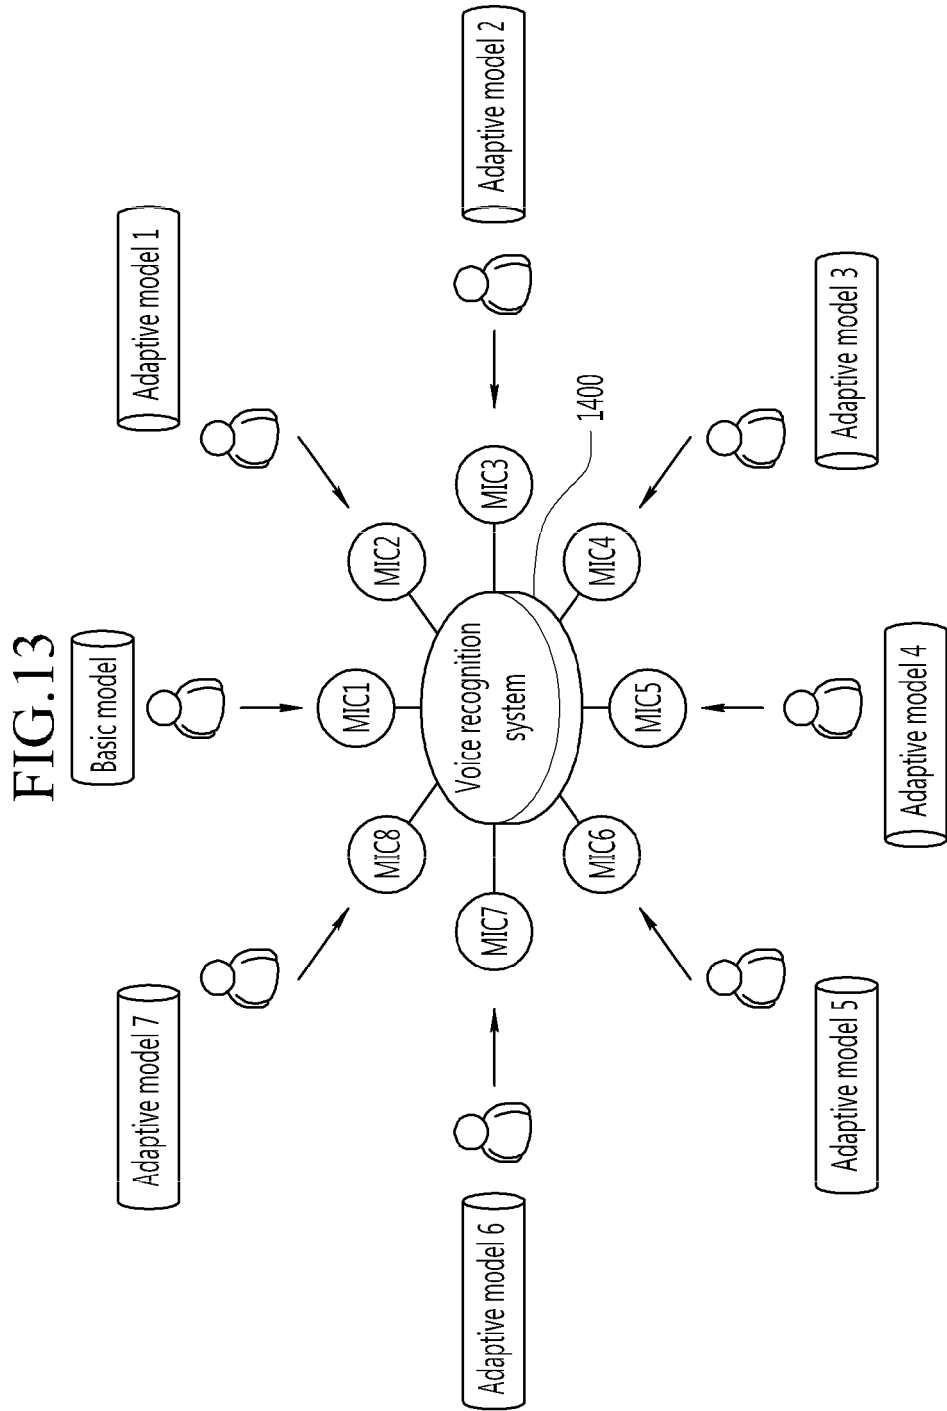 FIG.13
Basic model
Adaptive model 7
Adaptive model 1
MIC1
MIC8
MIC2
Adaptive model 6
MIC7
Voice recognition
system
MIC3
Adaptive model 2
1400
MIC6
MIC4
MIC5
Adaptive model 5
Adaptive model 3
Adaptive model 4